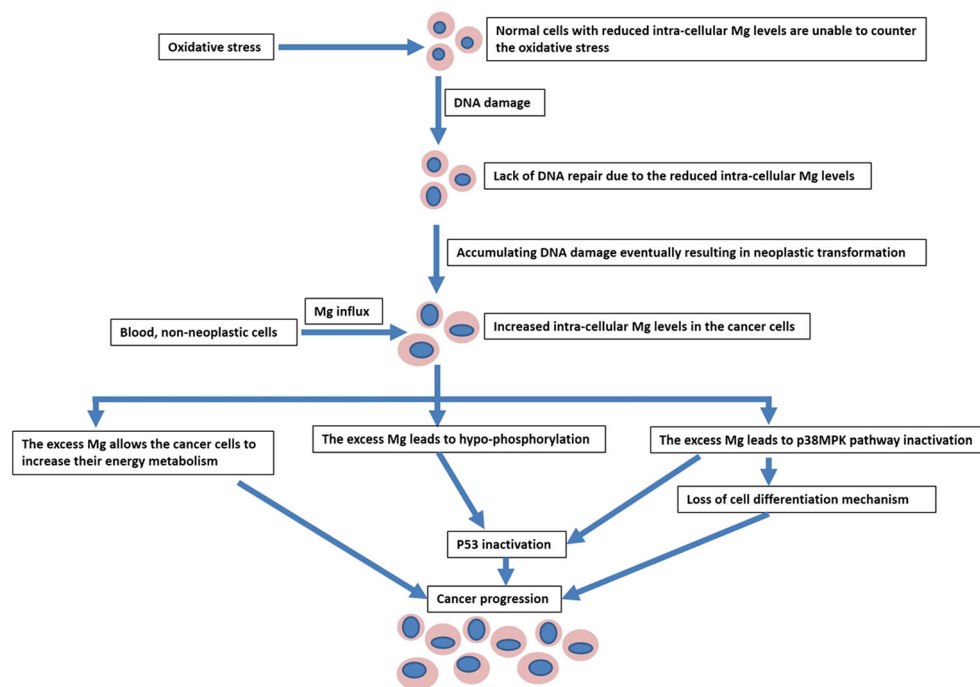 Oxidative stress
Normal cells with reduced intra-cellular Mg levels are unable to counter
the oxidative stress
DNA damage
Lack of DNA repair due to the reduced intra-cellular Mg levels
Accumulating DNA damage eventually resulting in neoplastic transformation
Mg influx
Blood, non-neoplastic cells
Increased intra-cellular Mg levels in the cancer cells
The excess Mg allows the cancer cells to
increase their energy metabolism
The excess Mg leads to hypo-phosphorylation
The excess Mg leads to p38MPK pathway inactivation
Loss of cell differentiation mechanism
P53 inactivation
Cancer progression